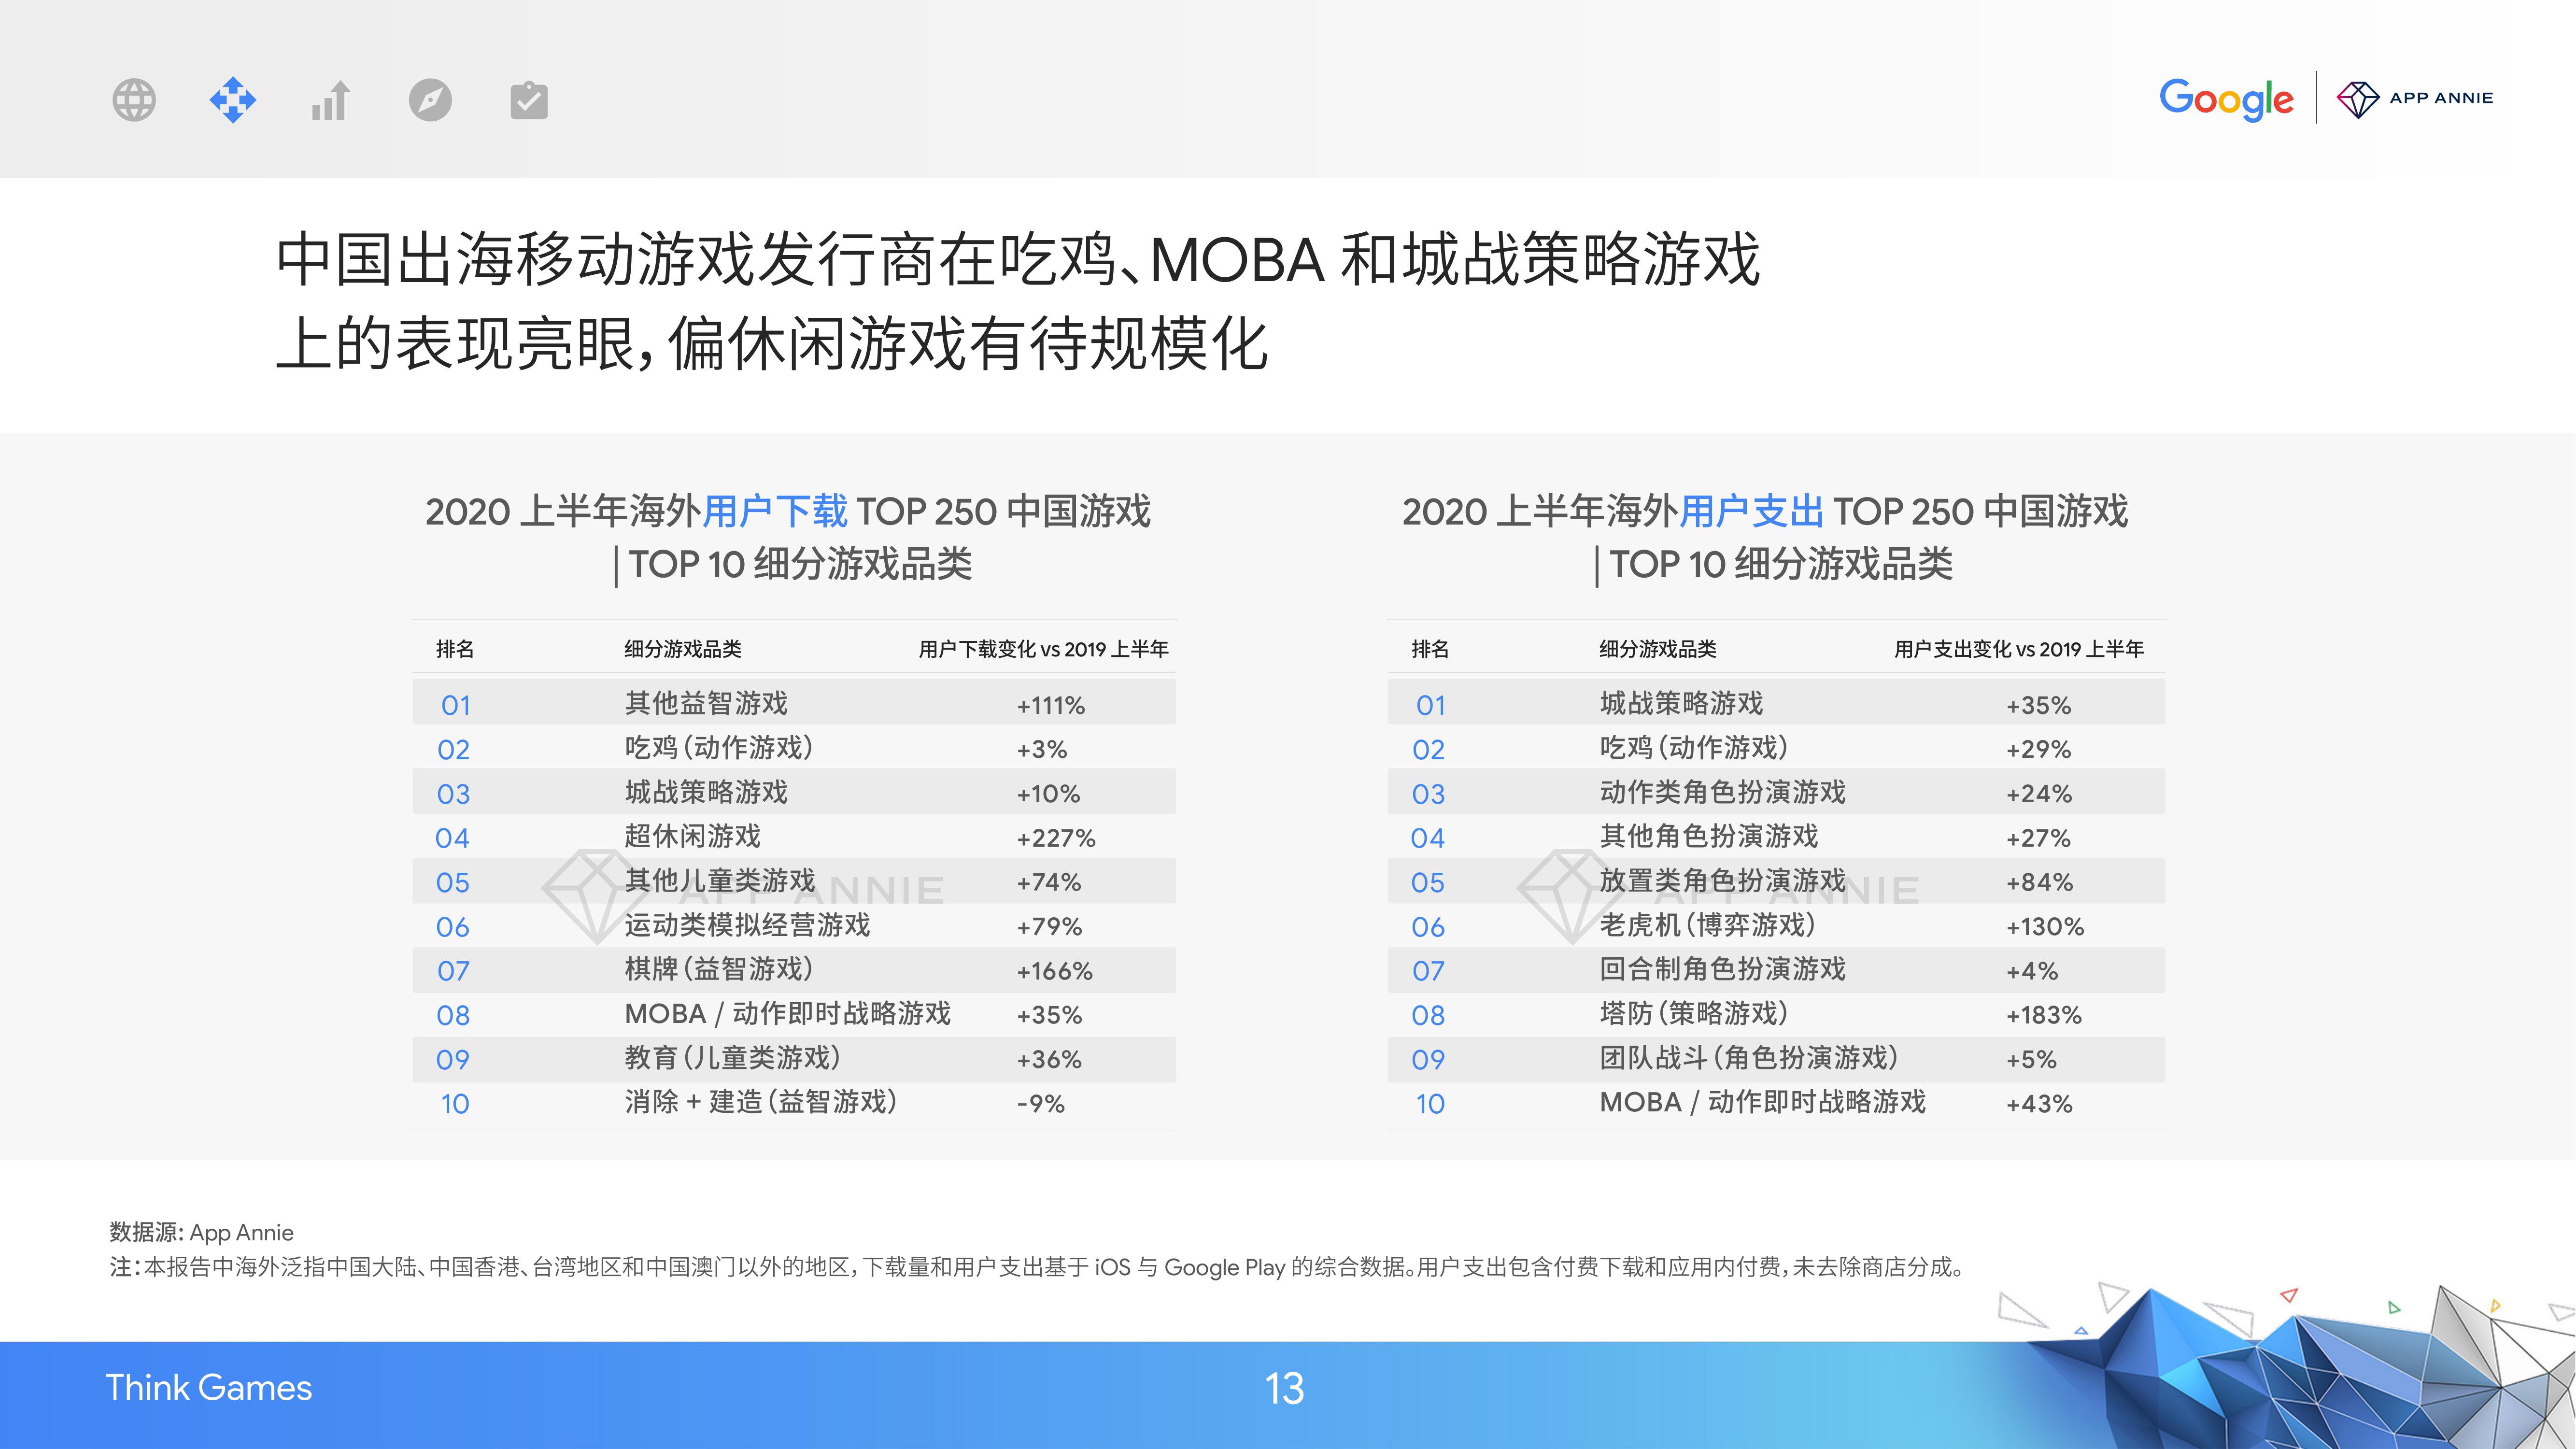 Google | APP ANNIE
中国出海移动游戏发行商在吃鸡、MOBA 和城战策略游戏
上的表现亮眼，偏休闲游戏有待规模化
2020 上半年海外用户下载 TOP 250 中国游戏
| TOP 10 细分游戏品类
排名 细分游戏品类 用户下载变化 vs 2019 上半年
01 其他益智游戏 +111%
02 吃鸡（动作游戏） +3%
03 城战策略游戏 +10%
04 超休闲游戏 +227%
05 其他儿童类游戏 +74%
06 运动类模拟经营游戏 +79%
07 棋牌（益智游戏） +166%
08 MOBA / 动作即时战略游戏 +35%
09 教育（儿童类游戏） +36%
10 消除 + 建造（益智游戏） -9%
APP ANNIE
2020 上半年海外用户支出 TOP 250 中国游戏
| TOP 10 细分游戏品类
排名 细分游戏品类 用户支出变化 vs 2019 上半年
01 城战策略游戏 +35%
02 吃鸡（动作游戏） +29%
03 动作类角色扮演游戏 +24%
04 其他角色扮演游戏 +27%
05 放置类角色扮演游戏 +84%
06 老虎机（博弈游戏） +130%
07 回合制角色扮演游戏 +4%
08 塔防（策略游戏） +183%
09 团队战斗（角色扮演游戏） +5%
10 MOBA / 动作即时战略游戏 +43%
APP ANNIE
数据源: App Annie
注：本报告中海外泛指中国大陆、中国香港、台湾地区和中国澳门以外的地区，下载量和用户支出基于 iOS 与 Google Play 的综合数据。用户支出包含付费下载和应用内付费，未去除商店分成。
Think Games
13